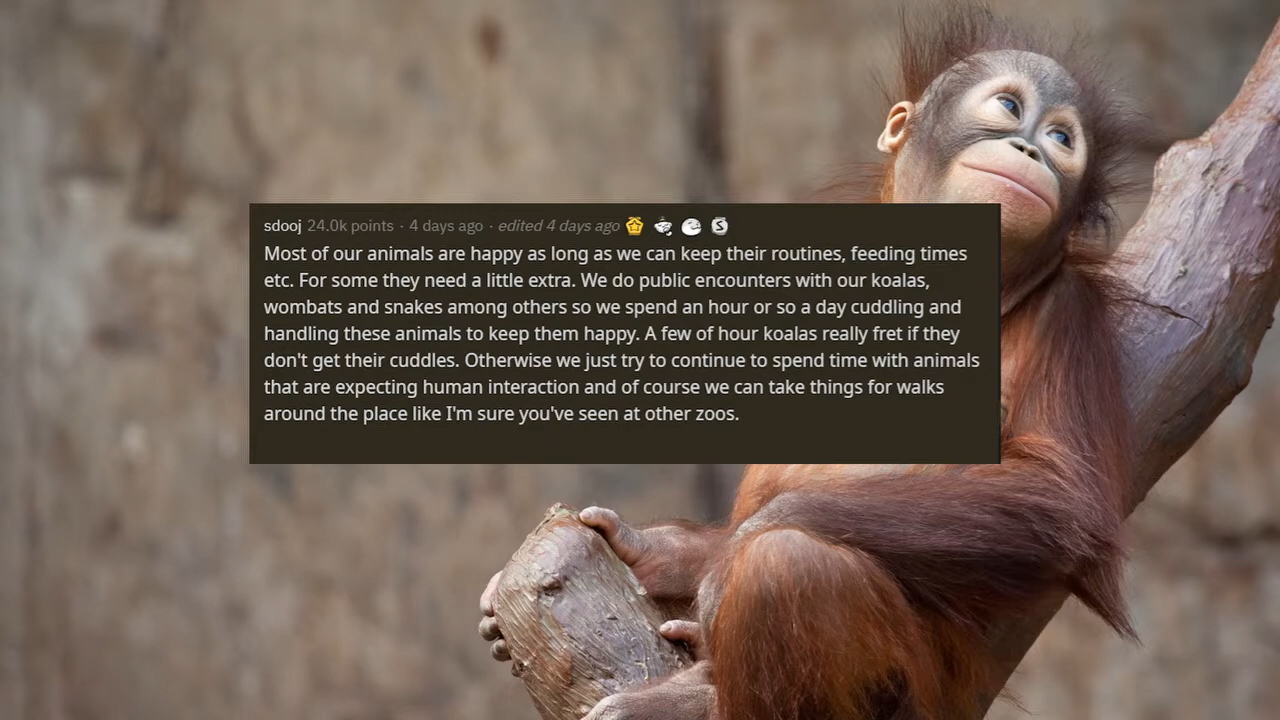 sdooj 24.0k points · 4 days ago · edited 4 days ago
Most of our animals are happy as long as we can keep their routines, feeding times
etc. For some they need a little extra. We do public encounters with our koalas,
wombats and snakes among others so we spend an hour or so a day cuddling and
handling these animals to keep them happy. A few of hour koalas really fret if they
don't get their cuddles. Otherwise we just try to continue to spend time with animals
that are expecting human interaction and of course we can take things for walks
around the place like I'm sure you've seen at other zoos.